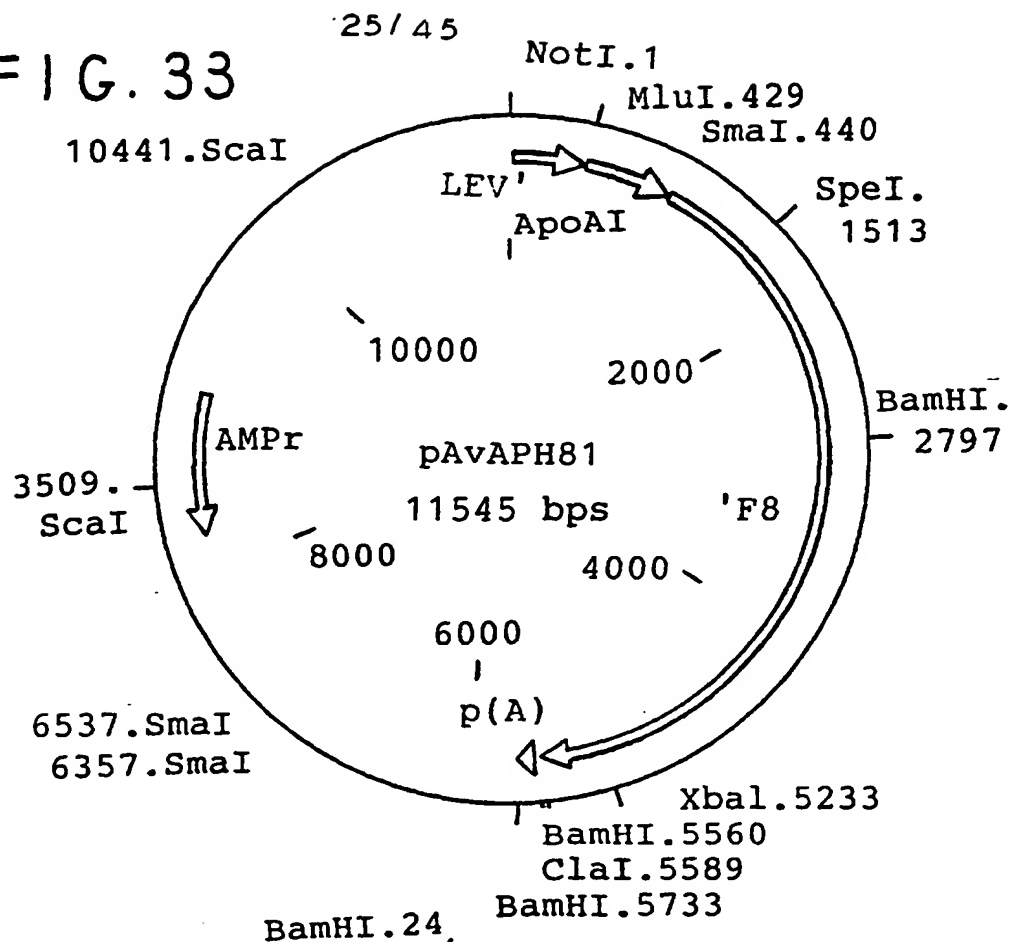 25/45
FIG. 33
NotI.1
MluI.429
SmaI.440
10441.ScaI
LEV'
SpeI.
1513
ApoAI
10000
2000
BamHI.
2797
AMPr
pAvAPH81
11545 bps
'F8
3509.
ScaI
8000
4000
6000
p(A)
6537.SmaI
6357.SmaI
Xbal.5233
BamHI.5560
ClaI.5589
BamHI.5733
BamHI.24